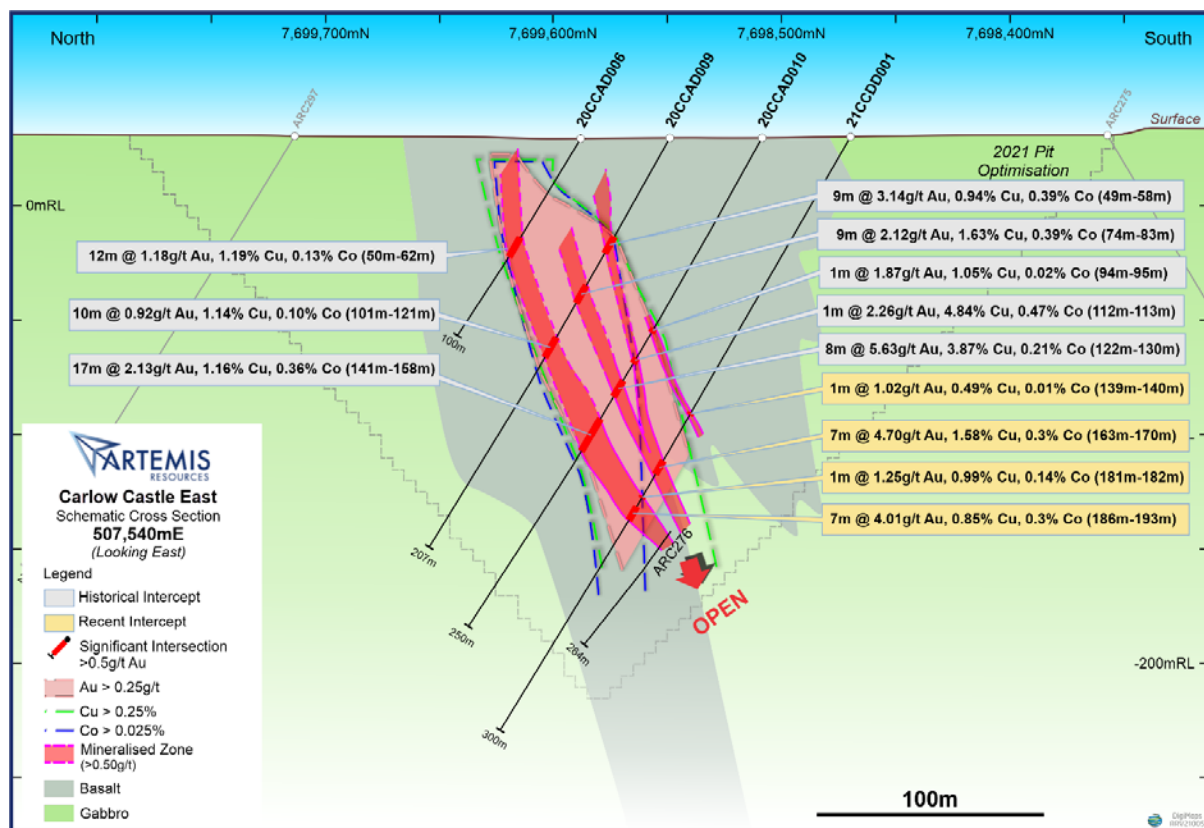 North
7,699,700mN
7,699,600mN
7,698,500mN
7,698,400mN
South
ARC297
20CCAD006
20CCAD009
20CCAD010
21CCDD001
ARC275
Surface
2021 Pit
Optimisation
0mRL
9m @ 3.14g/t Au, 0.94% Cu, 0.39% Co (49m-58m)
9m @ 2.12g/t Au, 1.63% Cu, 0.39% Co (74m-83m)
12m @ 1.18g/t Au, 1.19% Cu, 0.13% Co (50m-62m)
1m @ 1.87g/t Au, 1.05% Cu, 0.02% Co (94m-95m)
10m @ 0.92g/t Au, 1.14% Cu, 0.10% Co (101m-121m)
1m @ 2.26g/t Au, 4.84% Cu, 0.47% Co (112m-113m)
100m
8m @ 5.63g/t Au, 3.87% Cu, 0.21% Co (122m-130m)
17m @ 2.13g/t Au, 1.16% Cu, 0.36% Co (141m-158m)
1m @ 1.02g/t Au, 0.49% Cu, 0.01% Co (139m-140m)
7m @ 4.70g/t Au, 1.58% Cu, 0.3% Co (163m-170m)
1m @ 1.25g/t Au, 0.99% Cu, 0.14% Co (181m-182m)
7m @ 4.01g/t Au, 0.85% Cu, 0.3% Co (186m-193m)
ARC276
207m
OPEN
250m
264m
300m
-200mRL
ARTEMIS
RESOURCES
Carlow Castle East
Schematic Cross Section
507,540mE
(Looking East)
Legend
Historical Intercept
Recent Intercept
Significant Intersection
>0.5g/t Au
Au > 0.25g/t
Cu > 0.25%
Co > 0.025%
Mineralised Zone
(>0.50g/t)
Basalt
Gabbro
100m
DigiMaps